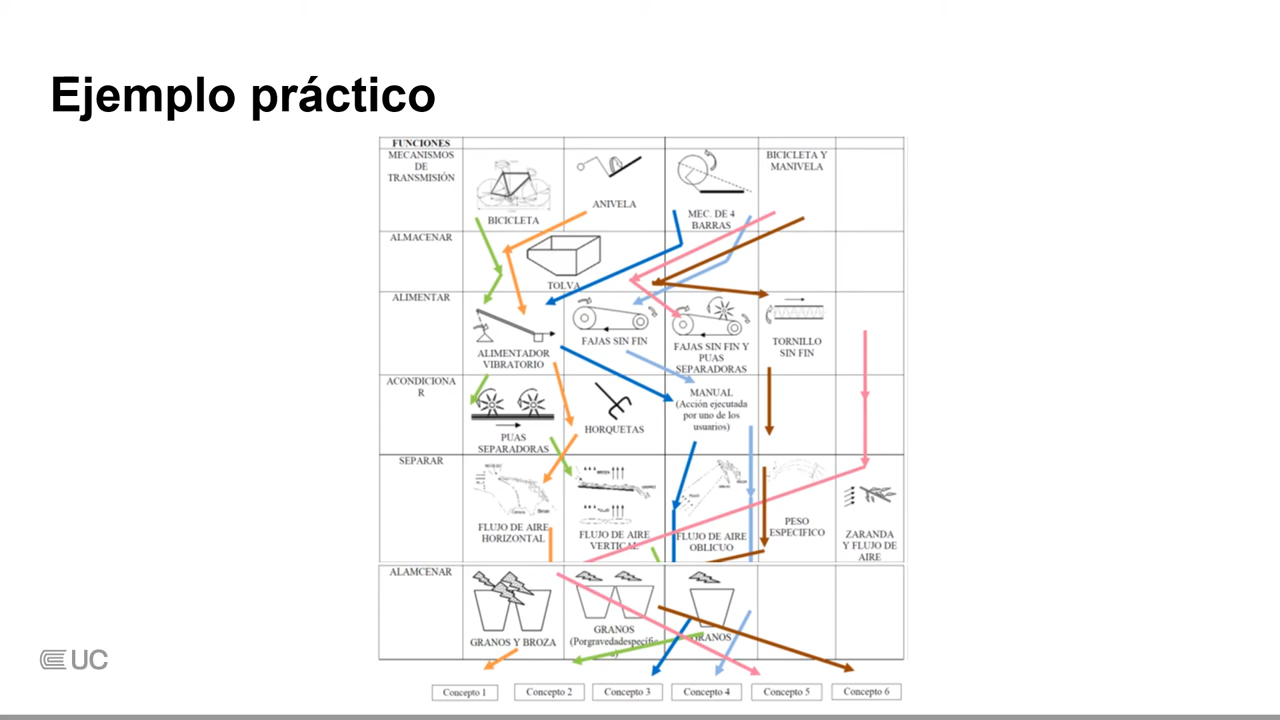 Ejemplo práctico
FUNCIONES
MECANISMOS
DE
TRANSMISIÓN
BICICLETA
ANIVELA
MEC. DE 4
BARRAS
BICICLETA Y
MANIVELA
ALMACENAR
TOLVA
ALIMENTAR
ALIMENTADOR
VIBRATORIO
FAJAS SIN FIN
FAJAS SIN FIN Y
PUAS
SEPARADORAS
TORNILLO
SIN FIN
ACONDICIONA
R
PUAS
SEPARADORAS
HORQUETAS
MANUAL
(Acción ejecutada
por uno de los
usuarios)
SEPARAR
FLUJO DE AIRE
HORIZONTAL
FLUJO DE AIRE
VERTICAL
FLUJO DE AIRE
OBLICUO
PESO
ESPECIFICO
ZARANDA
Y FLUJO DE
AIRE
ALAMCENAR
GRANOS Y BROZA
GRANOS
GRANOS
UC
Concepto 1
Concepto 2
Concepto 3
Concepto 4
Concepto 5
Concepto 6